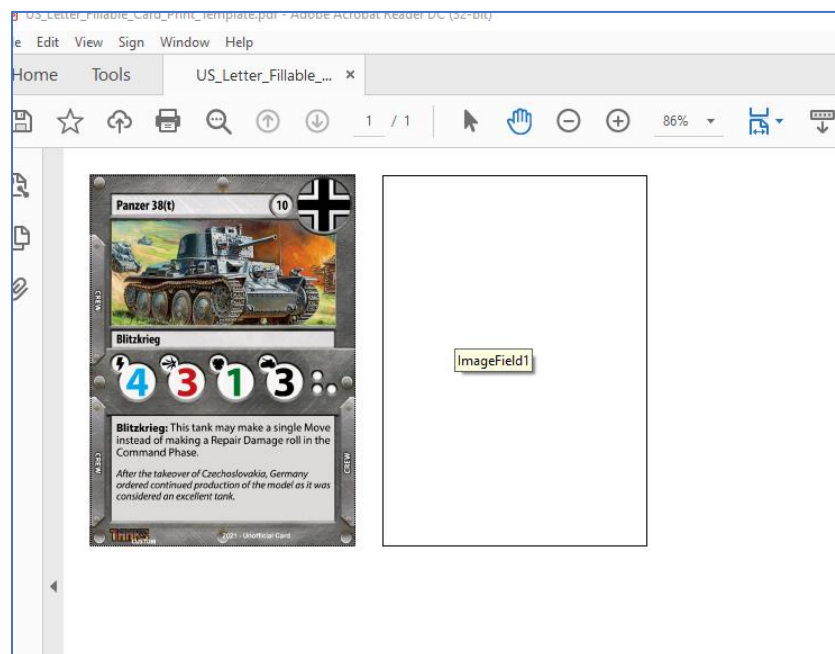 US_Letter_Fillable_Card_Print_Template.pdf - Adobe Acrobat Reader DC (32-bit)
Edit View Sign Window Help
Home Tools US_Letter_Fillable_... ×
1 / 1 86%
Panzer 38(t) 10
CREW
Blitzkrieg
4 3 1 3
Blitzkrieg: This tank may make a single Move
instead of making a Repair Damage roll in the
Command Phase.
After the takeover of Czechoslovakia, Germany
ordered continued production of the model as it was
considered an excellent tank.
CREW
CREW
TANKS
CUSTOM
2021 - Unofficial Card
ImageField1